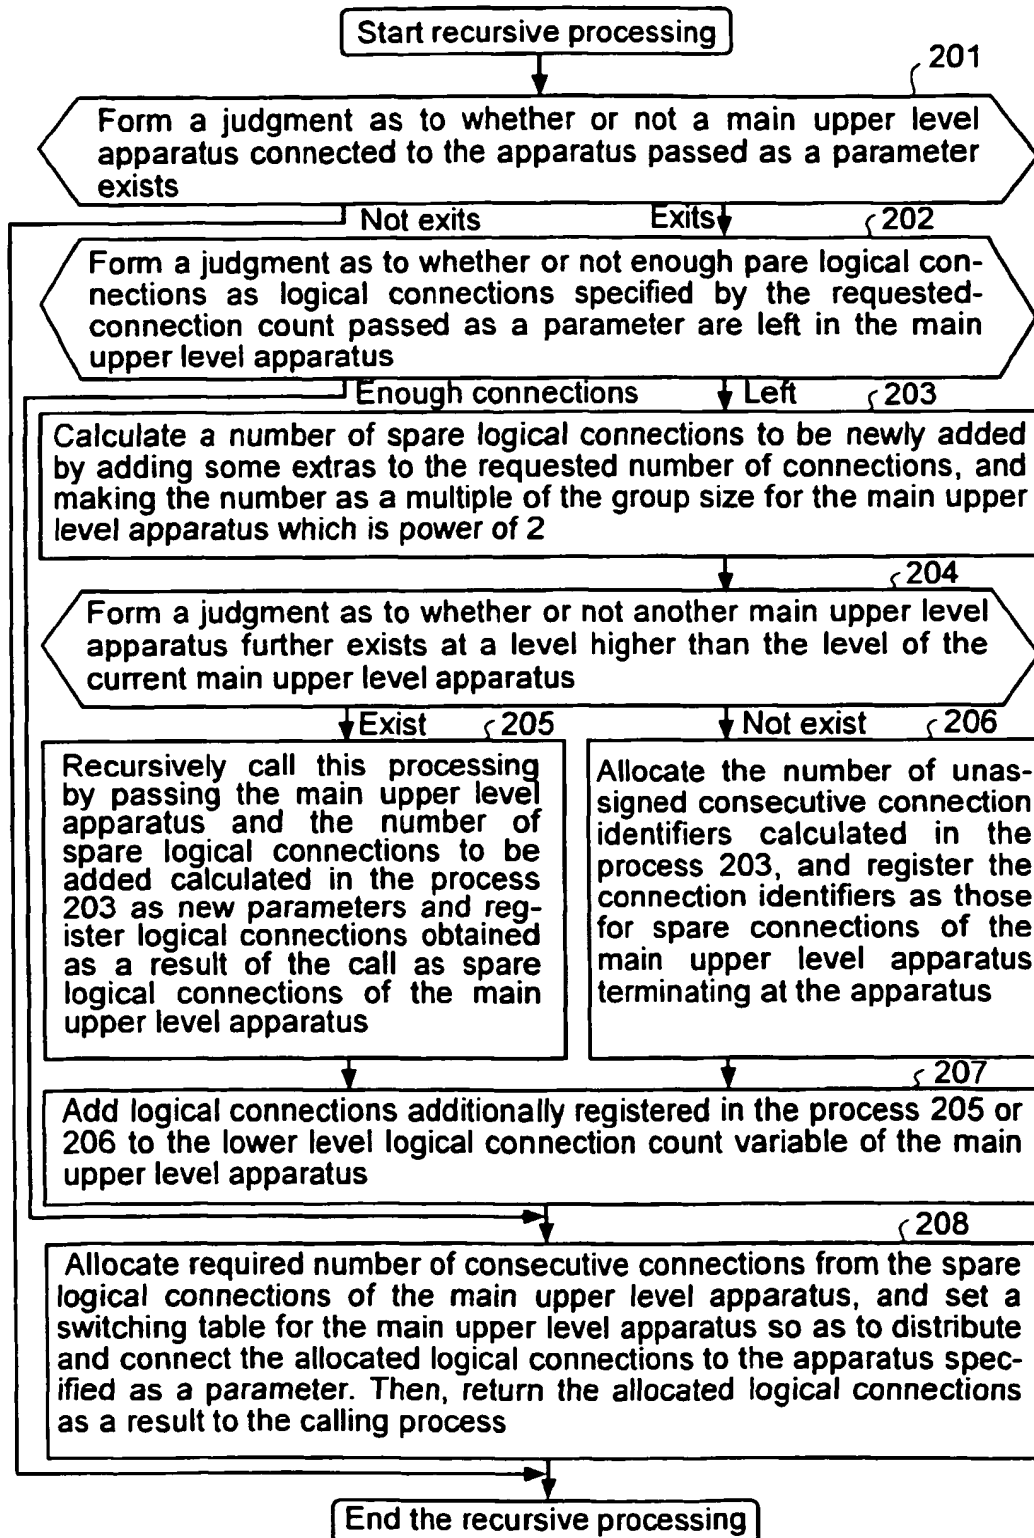 Start recursive processing
201
Form a judgment as to whether or not a main upper level
apparatus connected to the apparatus passed as a parameter
exists
Not exits
Exits
202
Form a judgment as to whether or not enough pare logical con-
nections as logical connections specified by the requested-
connection count passed as a parameter are left in the main
upper level apparatus
Enough connections
Left
203
Calculate a number of spare logical connections to be newly added
by adding some extras to the requested number of connections, and
making the number as a multiple of the group size for the main upper
level apparatus which is power of 2
204
Form a judgment as to whether or not another main upper level
apparatus further exists at a level higher than the level of the
current main upper level apparatus
Exist
205
Not exist
206
Recursively call this processing
by passing the main upper level
apparatus and the number of
spare logical connections to be
added calculated in the process
203 as new parameters and reg-
ister logical connections obtained
as a result of the call as spare
logical connections of the main
upper level apparatus
Allocate the number of unas-
signed consecutive connection
identifiers calculated in the
process 203, and register the
connection identifiers as those
for spare connections of the
main upper level apparatus
terminating at the apparatus
207
Add logical connections additionally registered in the process 205 or
206 to the lower level logical connection count variable of the main
upper level apparatus
208
Allocate required number of consecutive connections from the spare
logical connections of the main upper level apparatus, and set a
switching table for the main upper level apparatus so as to distribute
and connect the allocated logical connections to the apparatus spec-
ified as a parameter. Then, return the allocated logical connections
as a result to the calling process
End the recursive processing